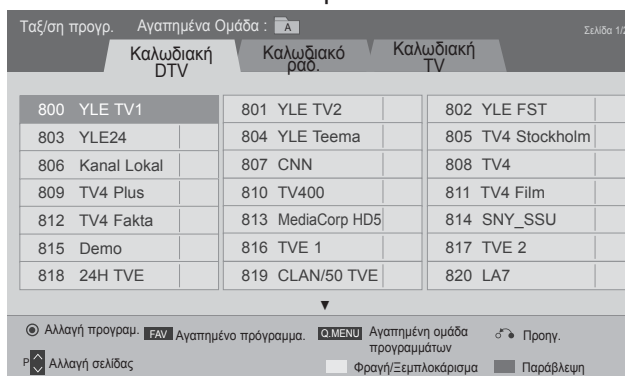 Ταξ/ση προγρ. Αγαπημένα Ομάδα : A Σελίδα 1/2
Καλωδιακή DTV
Καλωδιακό ραδ.
Καλωδιακή TV
800 YLE TV1 801 YLE TV2 802 YLE FST
803 YLE24 804 YLE Teema 805 TV4 Stockholm
806 Kanal Lokal 807 CNN 808 TV4
809 TV4 Plus 810 TV400 811 TV4 Film
812 TV4 Fakta 813 MediaCorp HD5 814 SNY_SSU
815 Demo 816 TVE 1 817 TVE 2
818 24H TVE 819 CLAN/50 TVE 820 LA7
Αλλαγή προγραμ. FAV Αγαπημένο πρόγραμμα. Q.MENU Αγαπημένη ομάδα προγραμμάτων Προηγ.
P Αλλαγή σελίδας Φραγή/Ξεμπλοκάρισμα Παράβλεψη